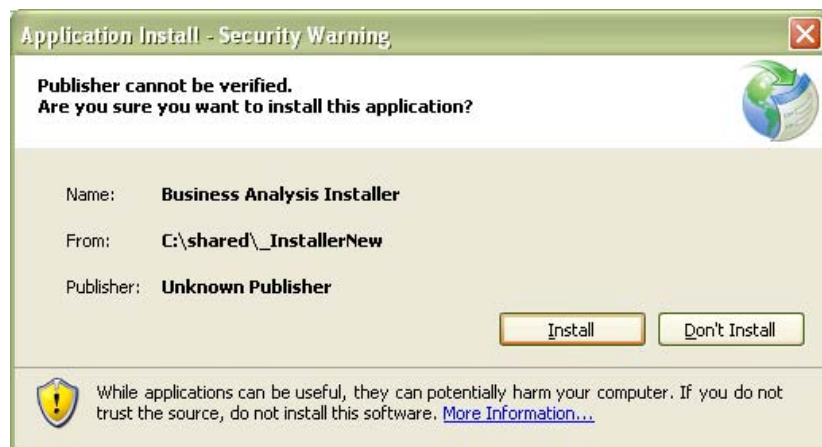 Application Install - Security Warning
Publisher cannot be verified.
Are you sure you want to install this application?
Name: Business Analysis Installer
From: C:\shared\_InstallerNew
Publisher: Unknown Publisher
Install Don't Install
While applications can be useful, they can potentially harm your computer. If you do not
trust the source, do not install this software. More Information...